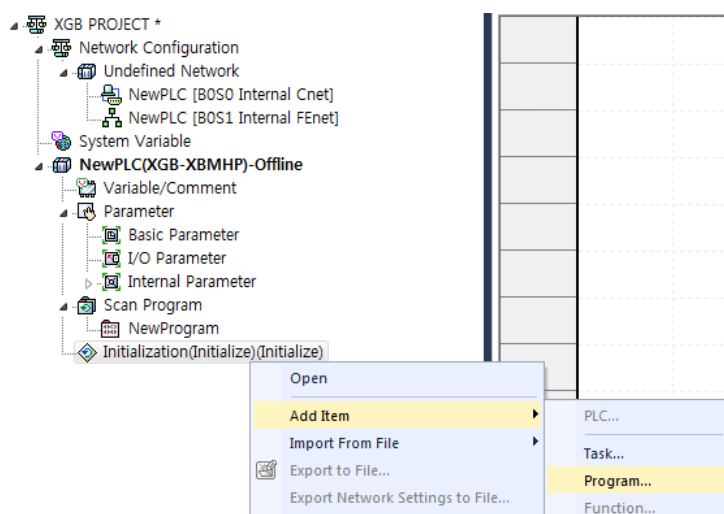 XGB PROJECT *
Network Configuration
Undefined Network
NewPLC [B0S0 Internal Cnet]
NewPLC [B0S1 Internal FEnet]
System Variable
NewPLC(XGB-XBMHP)-Offline
Variable/Comment
Parameter
Basic Parameter
I/O Parameter
Internal Parameter
Scan Program
NewProgram
Initialization(Initialize)(Initialize)
Open
Add Item
Import From File
Export to File...
Export Network Settings to File...
PLC...
Task...
Program...
Function...